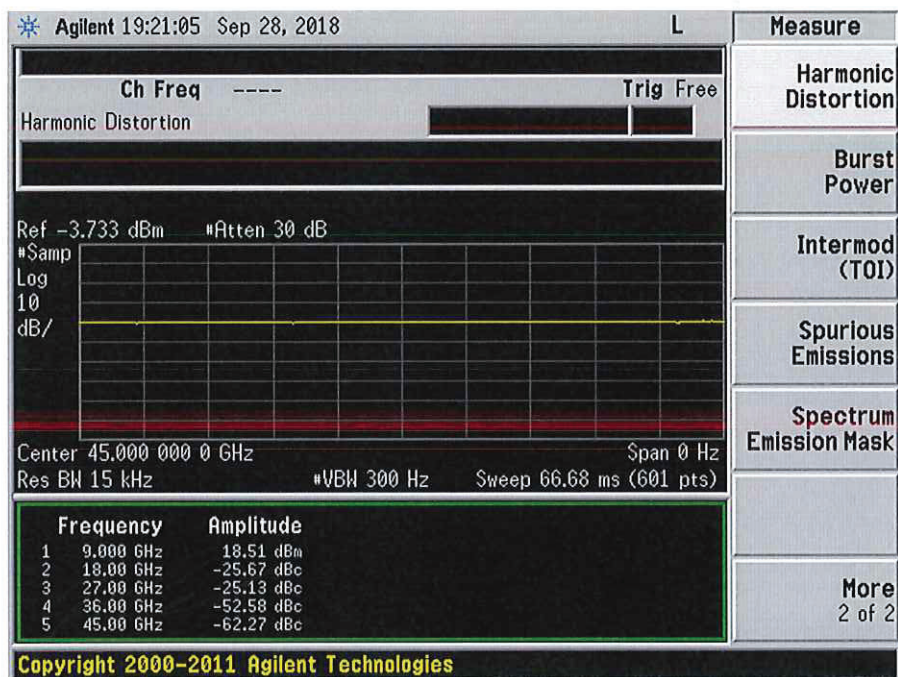 Agilent 19:21:05 Sep 28, 2018 L
Measure
Ch Freq ---- Trig Free
Harmonic Distortion
Ref -3.733 dBm #Atten 30 dB
#Samp
Log
10
dB/
Center 45.000 000 0 GHz Span 0 Hz
Res BW 15 kHz #VBW 300 Hz Sweep 66.68 ms (601 pts)
Frequency Amplitude
1 9.000 GHz 18.51 dBm
2 18.00 GHz -25.67 dBc
3 27.00 GHz -25.13 dBc
4 36.00 GHz -52.58 dBc
5 45.00 GHz -62.27 dBc
Copyright 2000-2011 Agilent Technologies
Harmonic
Distortion
Burst
Power
Intermod
(TOI)
Spurious
Emissions
Spectrum
Emission Mask
More
2 of 2